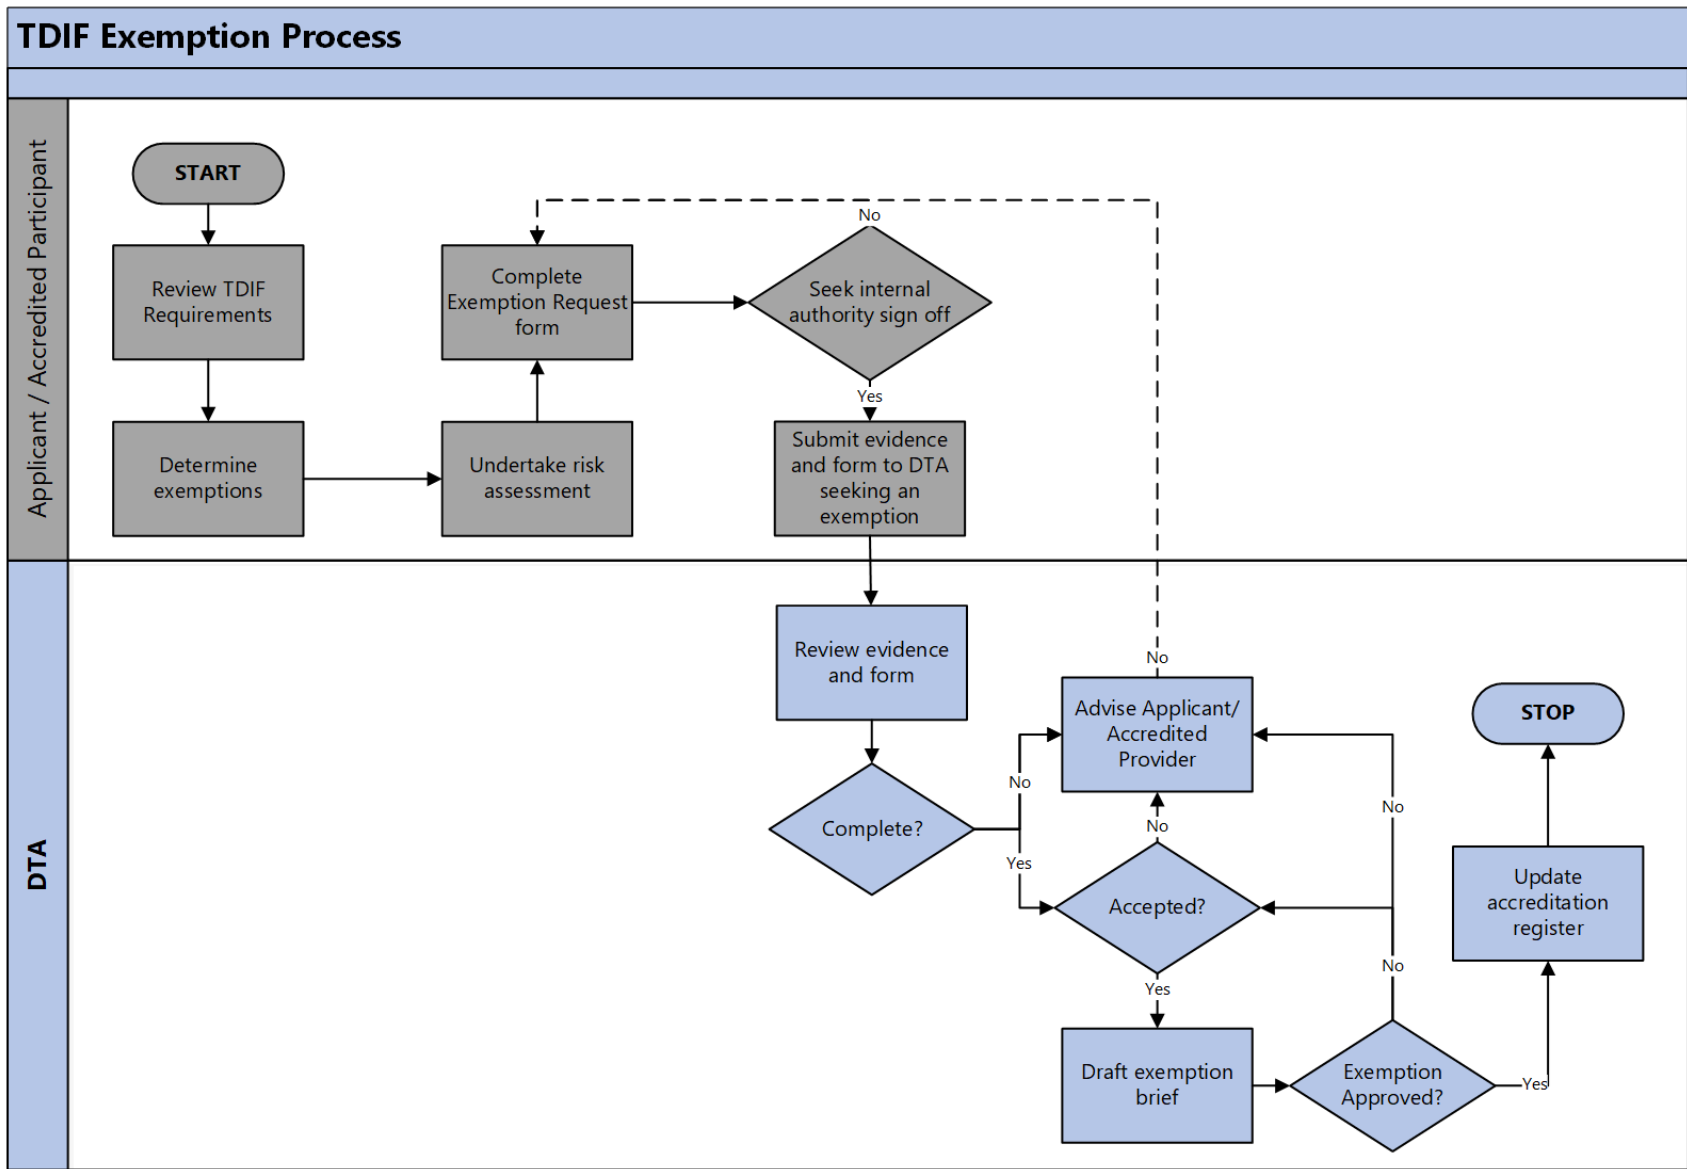 TDIF Exemption Process
Applicant / Accredited Participant
START
Review TDIF
Requirements
Determine
exemptions
Undertake risk
assessment
Complete
Exemption Request
form
No
Seek internal
authority sign off
Yes
Submit evidence
and form to DTA
seeking an
exemption
DTA
Review evidence
and form
Complete?
No
Yes
No
Advise Applicant/
Accredited
Provider
No
Accepted?
Yes
Draft exemption
brief
Exemption
Approved?
No
No
Yes
Update
accreditation
register
STOP